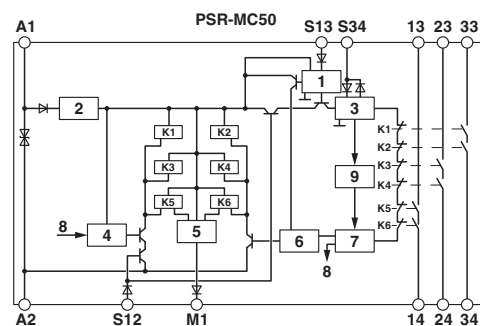 PSR-MC50
A1 S13 S34 13 23 33
1
2 3
K1 K2 K1
K2
K3 K4 9 K3
K4
K5 K6 K5
8 4 5 6 7 K6
8
A2 S12 M1 14 24 34